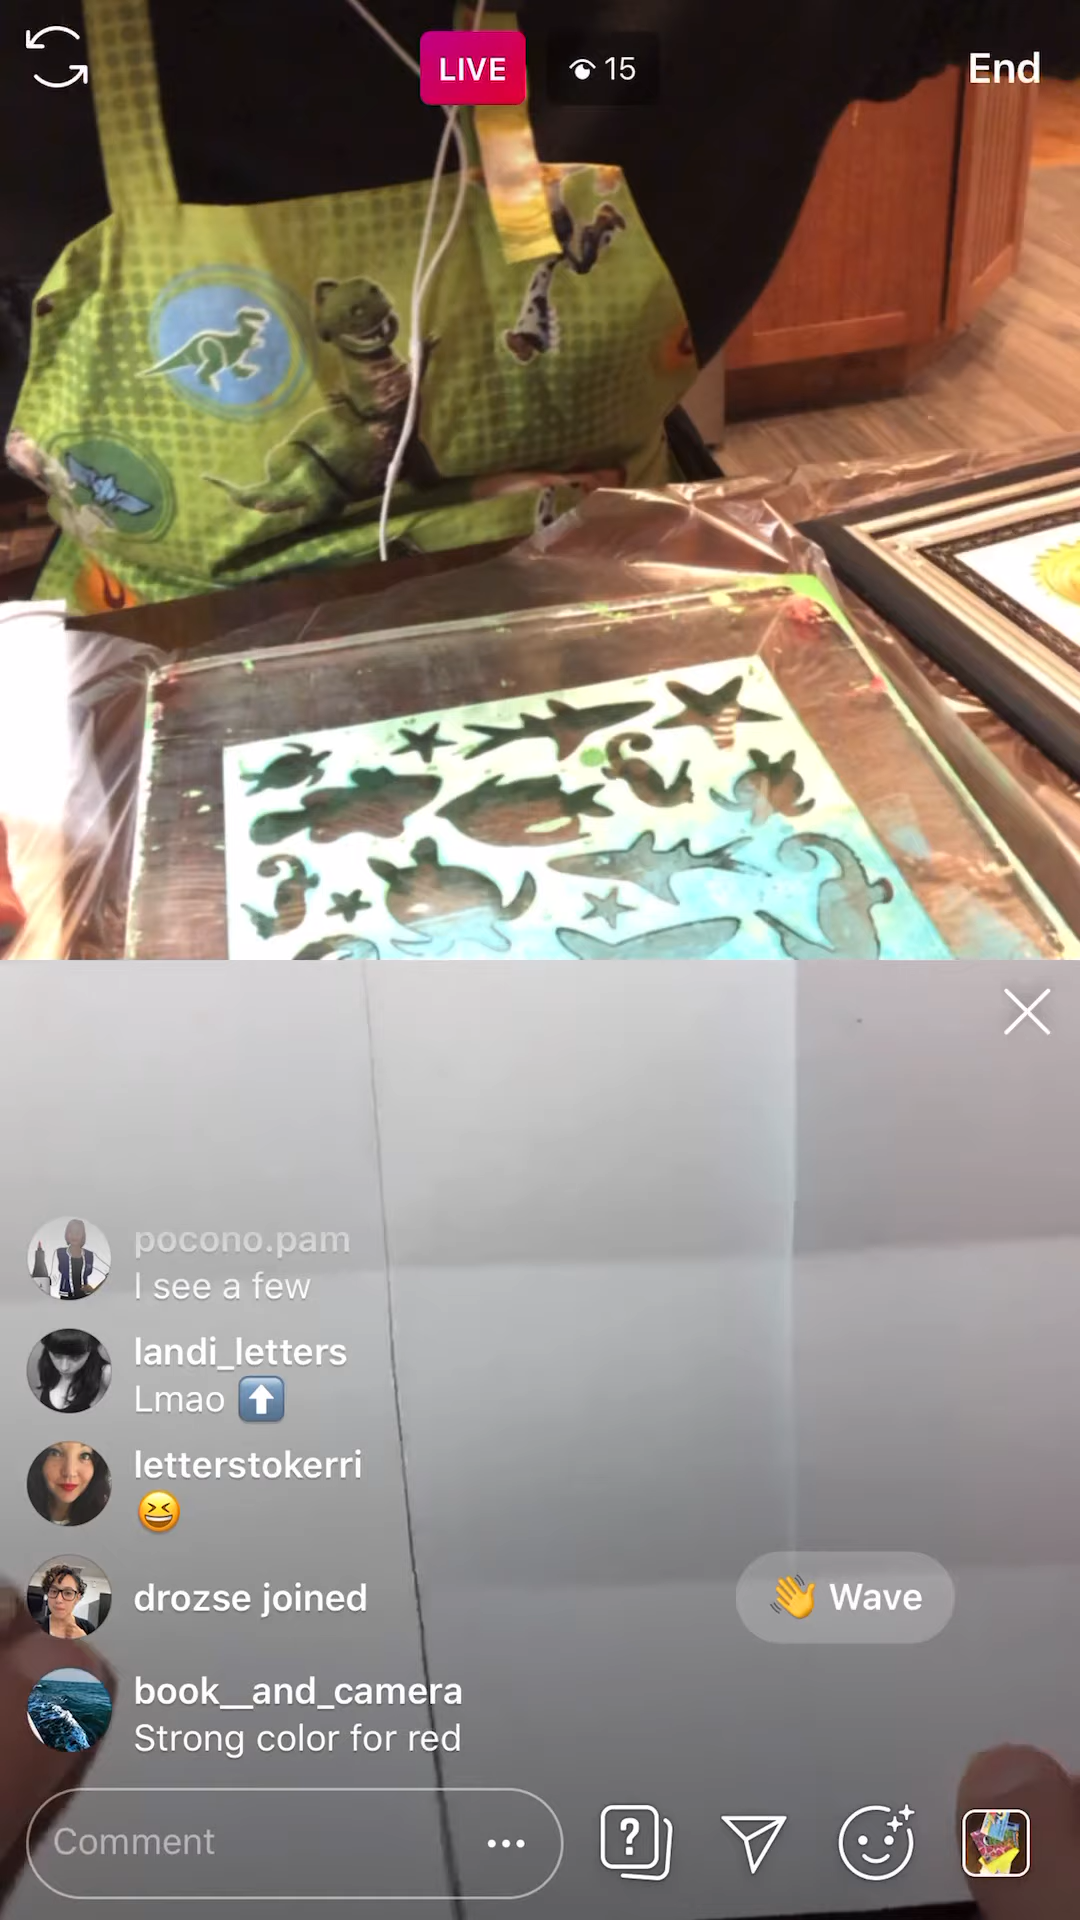 LIVE 15 End
pocono.pam
I see a few
landi_letters
Lmao ⬆️
letterstokerri
😆
drozse joined
👋 Wave
book__and_camera
Strong color for red
Comment